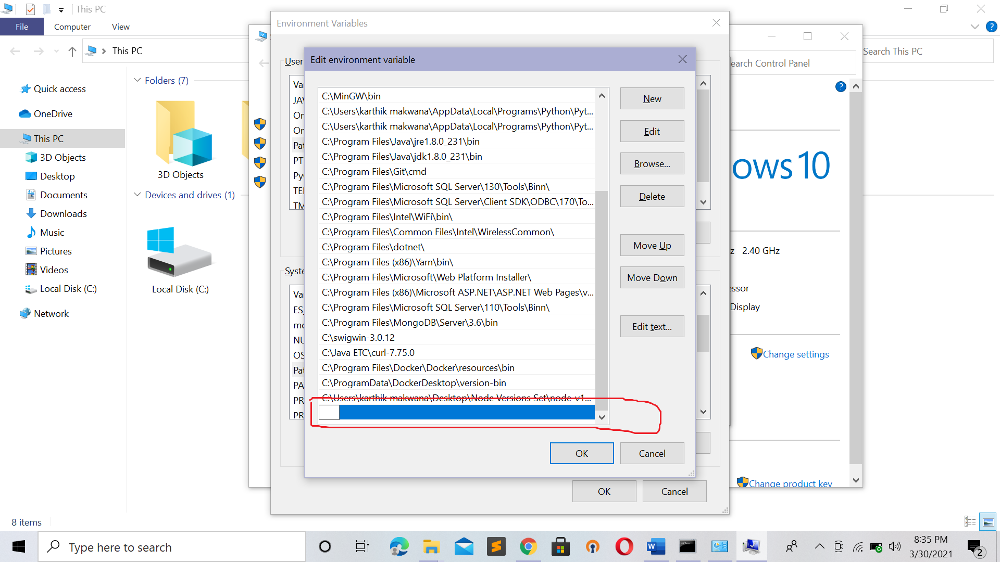 This PC
File
Computer
View
This PC
Search This PC
Quick access
OneDrive
This PC
3D Objects
Desktop
Documents
Downloads
Music
Pictures
Videos
Local Disk (C:)
Network
Folders (7)
3D Objects
Devices and drives (1)
Local Disk (C:)
8 items
Environment Variables
User
Va
JAV
On
On
Pat
PT
PyC
TE
TM
Syste
Va
ES_
mo
NU
OS
Pat
PA
PR
PR
OK
Cancel
Edit environment variable
C:\MinGW\bin
C:\Users\karthik makwana\AppData\Local\Programs\Python\Pyt...
C:\Users\karthik makwana\AppData\Local\Programs\Python\Pyt...
C:\Program Files\Java\jre1.8.0_231\bin
C:\Program Files\Java\jdk1.8.0_231\bin
C:\Program Files\Git\cmd
C:\Program Files\Microsoft SQL Server\130\Tools\Binn\
C:\Program Files\Microsoft SQL Server\Client SDK\ODBC\170\To...
C:\Program Files\Intel\WiFi\bin\
C:\Program Files\Common Files\Intel\WirelessCommon\
C:\Program Files\dotnet\
C:\Program Files (x86)\Yarn\bin\
C:\Program Files\Microsoft\Web Platform Installer\
C:\Program Files (x86)\Microsoft ASP.NET\ASP.NET Web Pages\v...
C:\Program Files\Microsoft SQL Server\110\Tools\Binn\
C:\Program Files\MongoDB\Server\3.6\bin
C:\swigwin-3.0.12
C:\Java ETC\curl-7.75.0
C:\Program Files\Docker\Docker\resources\bin
C:\ProgramData\DockerDesktop\version-bin
C:\Users\karthik makwana\Desktop\Node Versions Set\node-v1...
New
Edit
Browse...
Delete
Move Up
Move Down
Edit text...
OK
Cancel
earch Control Panel
ows 10
z 2.40 GHz
essor
Display
Change settings
Change product key
Type here to search
8:35 PM
3/30/2021
2